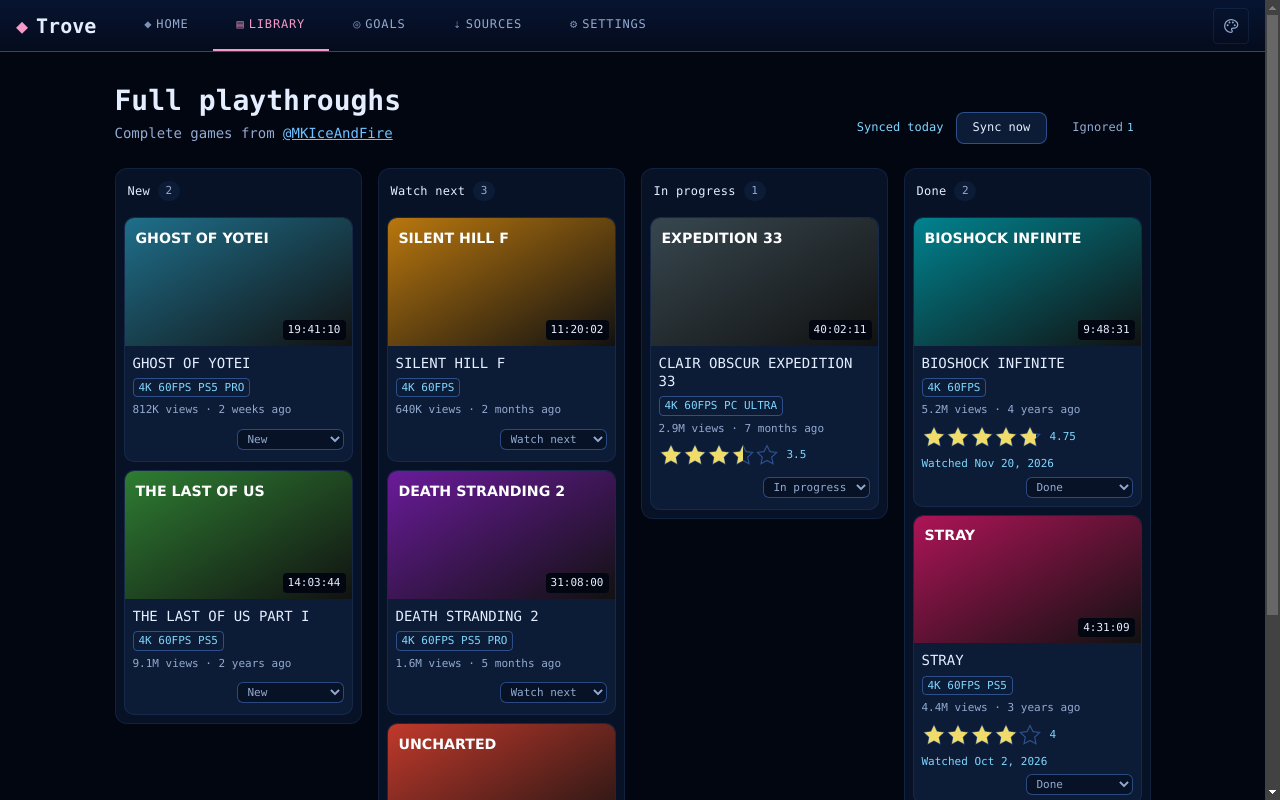 Trove
HOME
LIBRARY
GOALS
SOURCES
SETTINGS
Full playthroughs
Complete games from @MKIceAndFire
Synced today
Sync now
Ignored 1
New 2
GHOST OF YOTEI
19:41:10
GHOST OF YOTEI
4K 60FPS PS5 PRO
812K views · 2 weeks ago
New
THE LAST OF US
14:03:44
THE LAST OF US PART I
4K 60FPS PS5
9.1M views · 2 years ago
New
Watch next 3
SILENT HILL F
11:20:02
SILENT HILL F
4K 60FPS
640K views · 2 months ago
Watch next
DEATH STRANDING 2
31:08:00
DEATH STRANDING 2
4K 60FPS PS5 PRO
1.6M views · 5 months ago
Watch next
UNCHARTED
In progress 1
EXPEDITION 33
40:02:11
CLAIR OBSCUR EXPEDITION
33
4K 60FPS PC ULTRA
2.9M views · 7 months ago
3.5
In progress
Done 2
BIOSHOCK INFINITE
9:48:31
BIOSHOCK INFINITE
4K 60FPS
5.2M views · 4 years ago
4.75
Watched Nov 20, 2026
Done
STRAY
4:31:09
STRAY
4K 60FPS PS5
4.4M views · 3 years ago
4
Watched Oct 2, 2026
Done